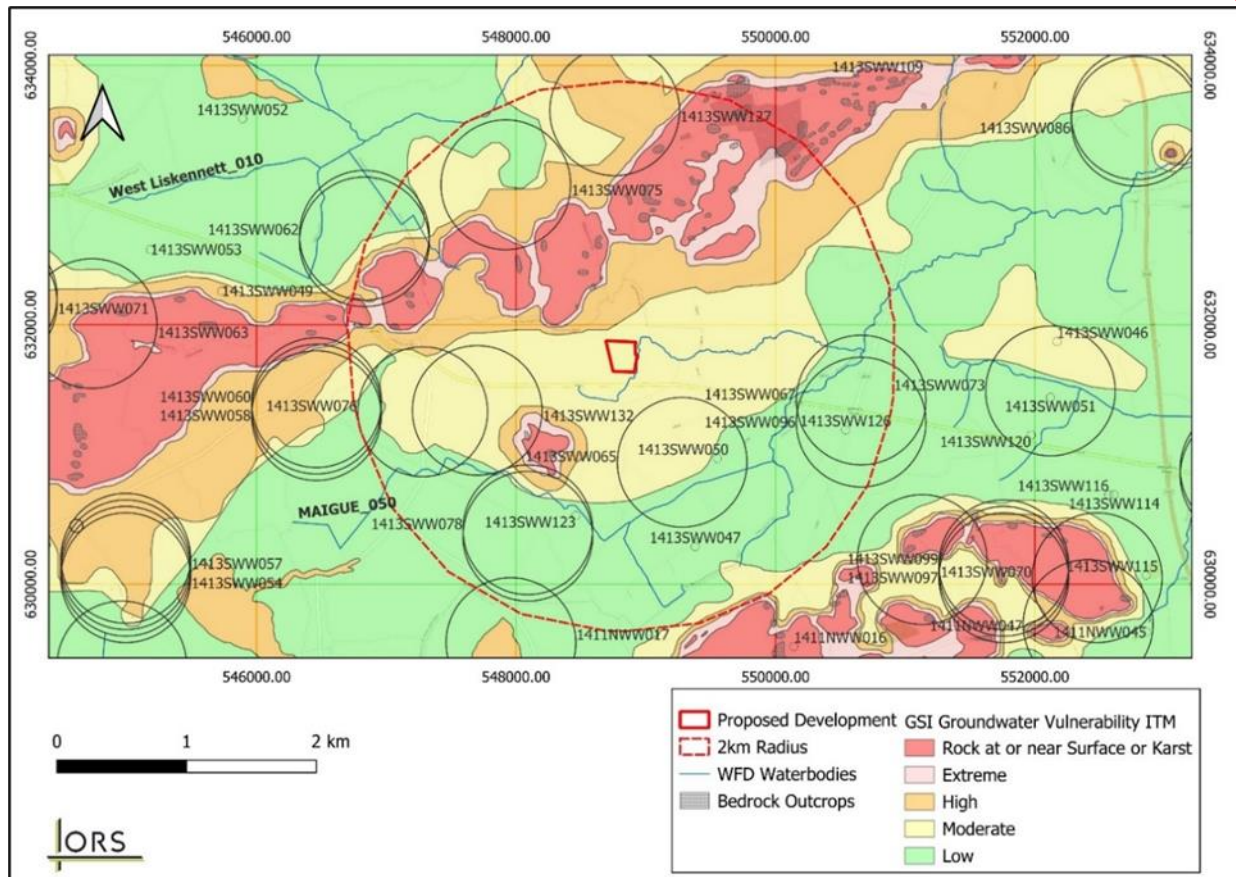 546000.00 548000.00 550000.00 552000.00
634000.00 634000.00
1413SWW109
1413SWW052
1413SWW127
1413SWW086
West Liskennett_010
1413SWW075
1413SWW062
1413SWW053
1413SWW049
1413SWW071
1413SWW063
632000.00 632000.00
1413SWW046
1413SWW060
1413SWW058
1413SWW076
1413SWW132
1413SWW067
1413SWW073
1413SWW051
1413SWW096
1413SWW126
1413SWW120
1413SWW065
1413SWW050
1413SWW116
1413SWW114
MAIGUE_050
1413SWW078
1413SWW123
1413SWW047
1413SWW057
1413SWW054
1413SWW099
1413SWW097
1413SWW070
1413SWW115
630000.00 630000.00
1411NWW017
1411NWW016
1411NWW047
1411NWW045
546000.00 548000.00 550000.00 552000.00
0 1 2 km
Proposed Development
2km Radius
WFD Waterbodies
Bedrock Outcrops
GSI Groundwater Vulnerability ITM
Rock at or near Surface or Karst
Extreme
High
Moderate
Low
ORS